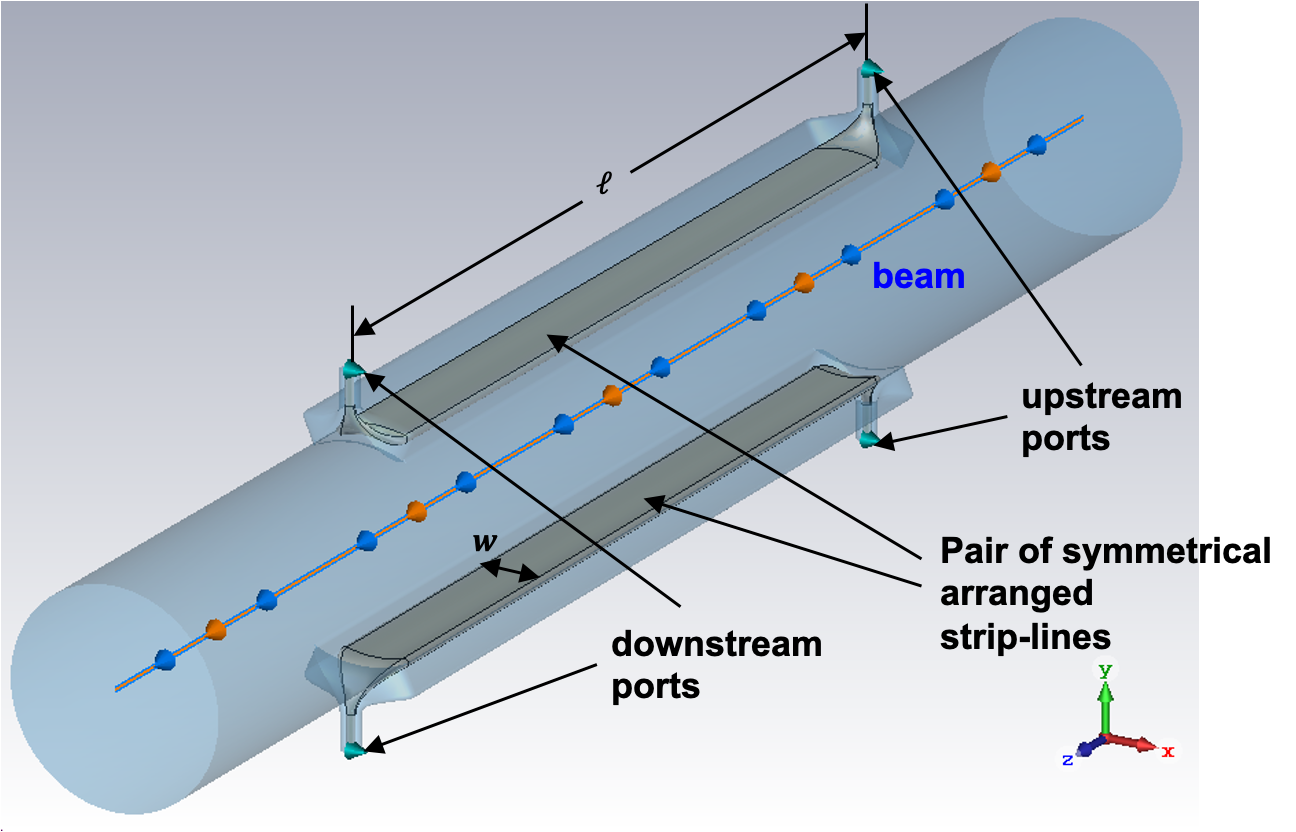 ℓ
beam
upstream
ports
w
Pair of symmetrical
arranged
strip-lines
downstream
ports
y
x
z